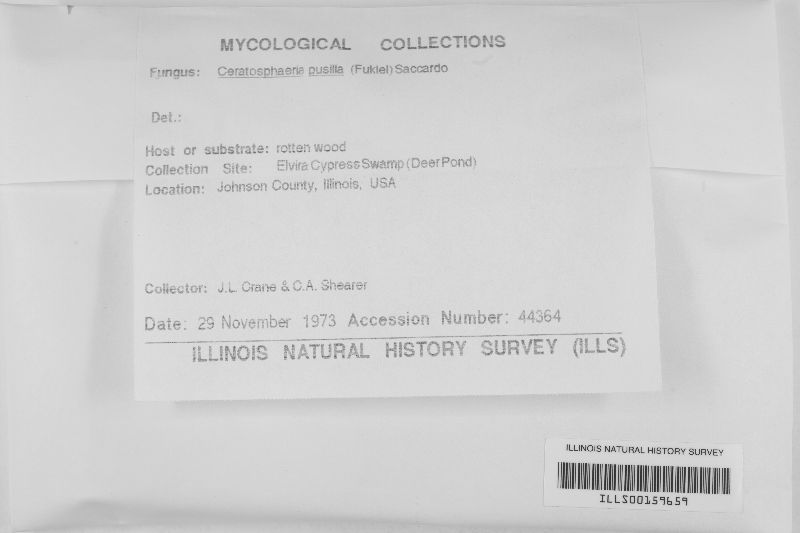 MYCOLOGICAL COLLECTIONS
Fungus: Ceratosphaeria pusilla (Fukiel) Saccardo
Det.:
Host or substrate: rotten wood
Collection Site: Elvira Cypress Swamp (Deer Pond)
Location: Johnson County, Illinois, USA
Collector: J.L. Crane & C.A. Shearer
Date: 29 November 1973 Accession Number: 44364
ILLINOIS NATURAL HISTORY SURVEY (ILLS)
ILLINOIS NATURAL HISTORY SURVEY
ILLS00159659